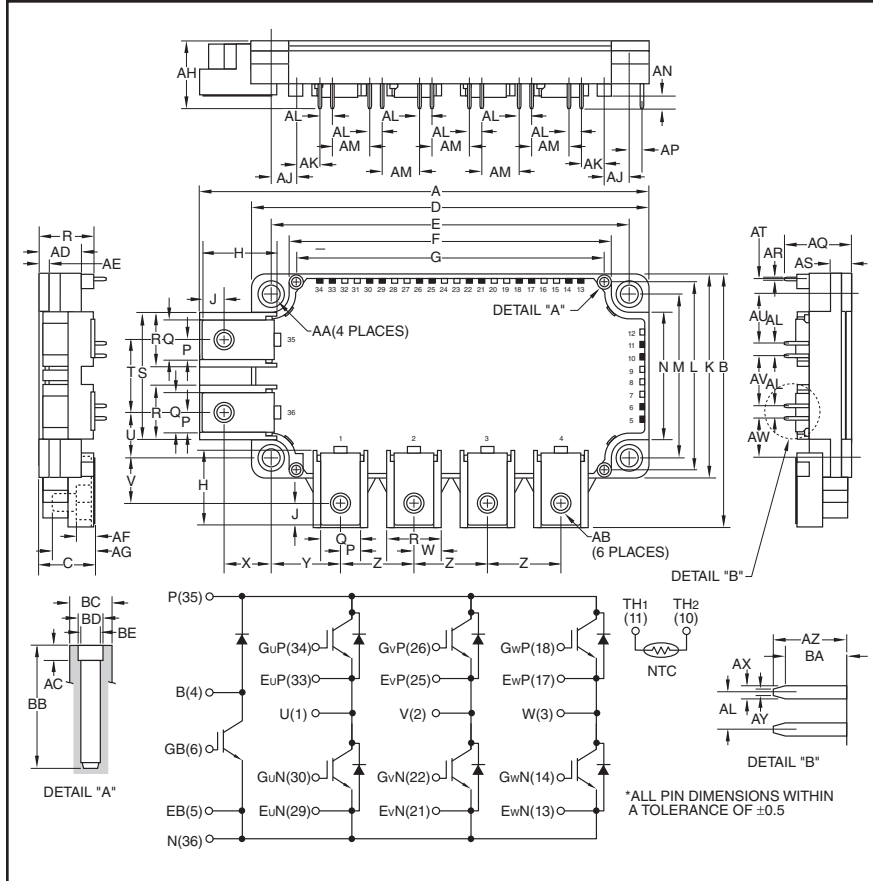 AH
AN
AL AL AL AL AL
AL AL AL AL
AM AM AM AM
AP
AK AK
AJ AJ
A
D
E
F
G
R
AD
AE
H
J
AT
AR
AQ
AS
34 33 32 31 30 29 28 27 26 25 24 23 22 21 20 19 18 17 16 15 14 13
DETAIL "A"
AA(4 PLACES)
35
36
12
11
10
9
8
7
6
5
R Q P
T S
R Q P
U
V
N M L K B
AU
AL
AV
AL
AW
1 2 3 4
H
J
Q
P
R
W
AB
(6 PLACES)
AF
AG
C
X Y Z Z Z
DETAIL "B"
BC
BD
BE
AC
BB
DETAIL "A"
P(35)
GUP(34) GVP(26) GWP(18)
EUP(33) EVP(25) EWP(17)
B(4)
U(1) V(2) W(3)
GB(6)
GUN(30) GVN(22) GWN(14)
EB(5)
EUN(29) EVN(21) EWN(13)
N(36)
TH1
(11)
TH2
(10)
NTC
AZ
BA
AX
AL
AY
DETAIL "B"
*ALL PIN DIMENSIONS WITHIN
A TOLERANCE OF ±0.5